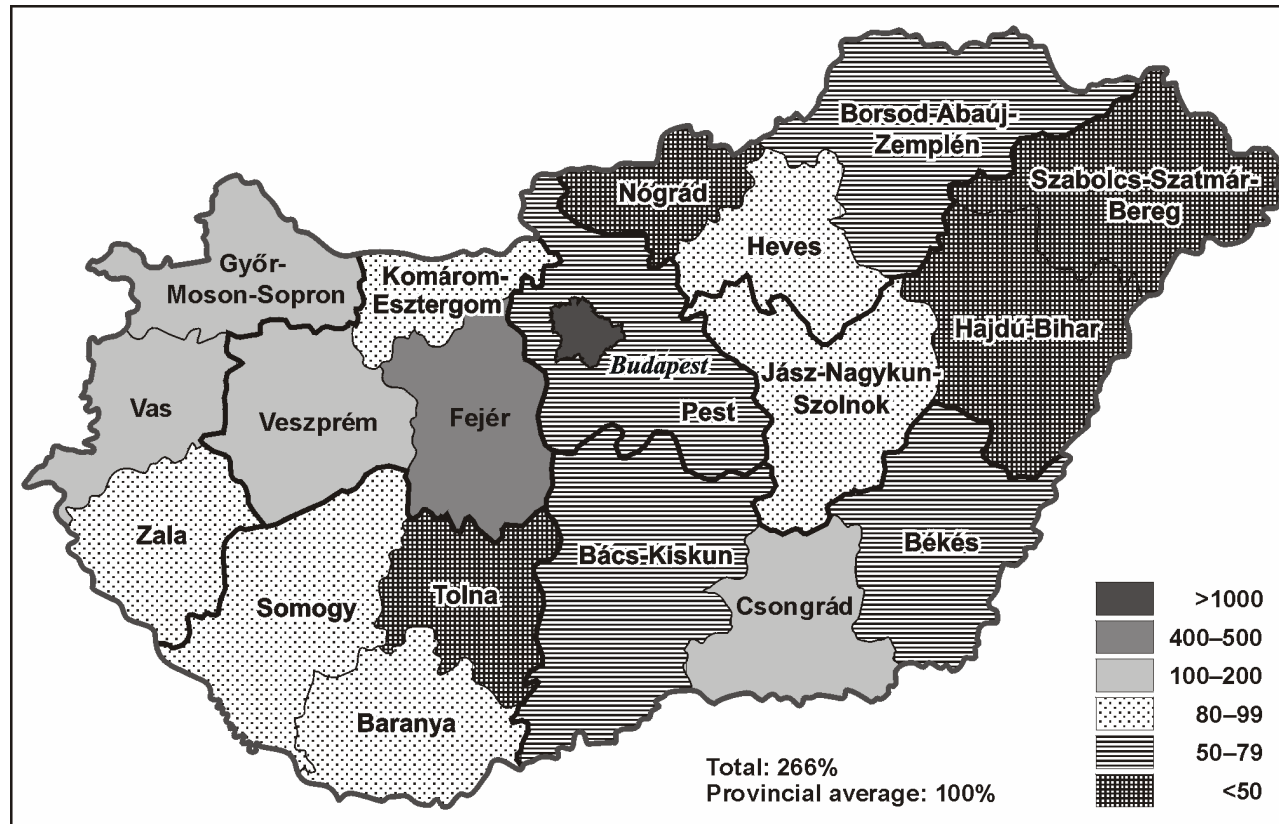 Borsod-Abaúj-
Zemplén
Nógrád
Szabolcs-Szatmár-
Bereg
Heves
Győr-
Moson-Sopron
Komárom-
Esztergom
Hajdú-Bihar
Budapest
Jász-Nagykun-
Szolnok
Vas
Veszprém
Fejér
Pest
Zala
Bács-Kiskun
Békés
Somogy
Tolna
Csongrád
Baranya
>1000
400–500
100–200
80–99
50–79
<50
Total: 266%
Provincial average: 100%